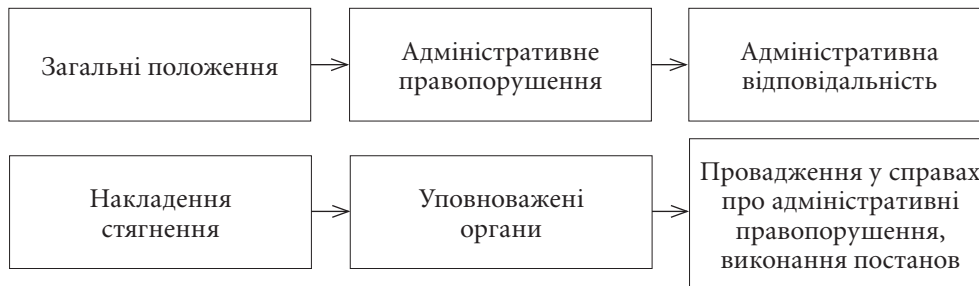 Загальні положення
Адміністративне
правопорушення
Адміністративна
відповідальність
Накладення
стягнення
Уповноважені
органи
Провадження у справах
про адміністративні
правопорушення,
виконання постанов